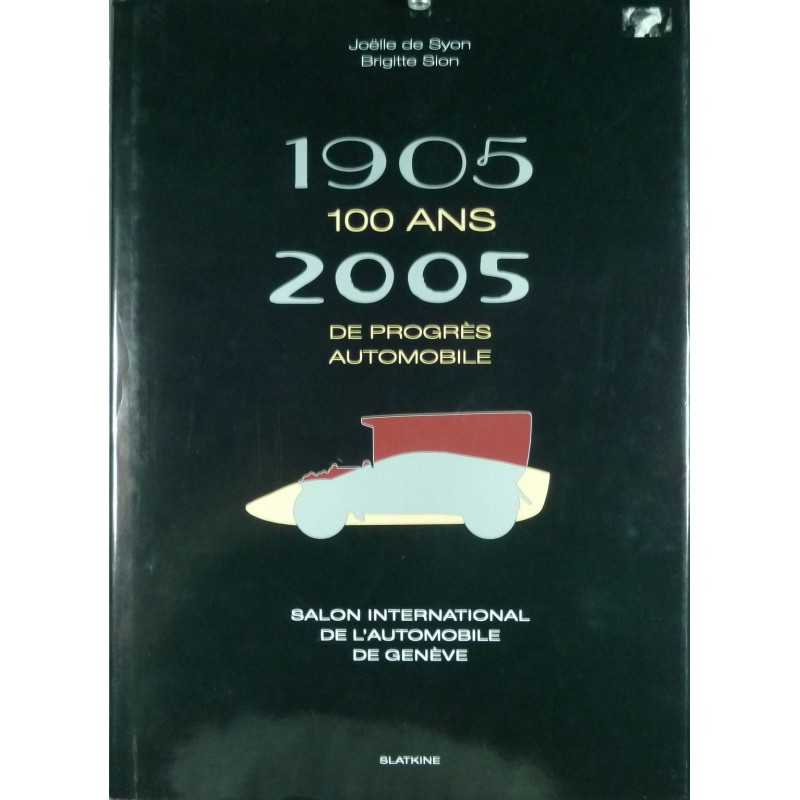 Joëlle de Syon
Brigitte Sion
1905
100 ANS
2005
DE PROGRÈS
AUTOMOBILE
SALON INTERNATIONAL
DE L'AUTOMOBILE
DE GENÈVE
SLATKINE